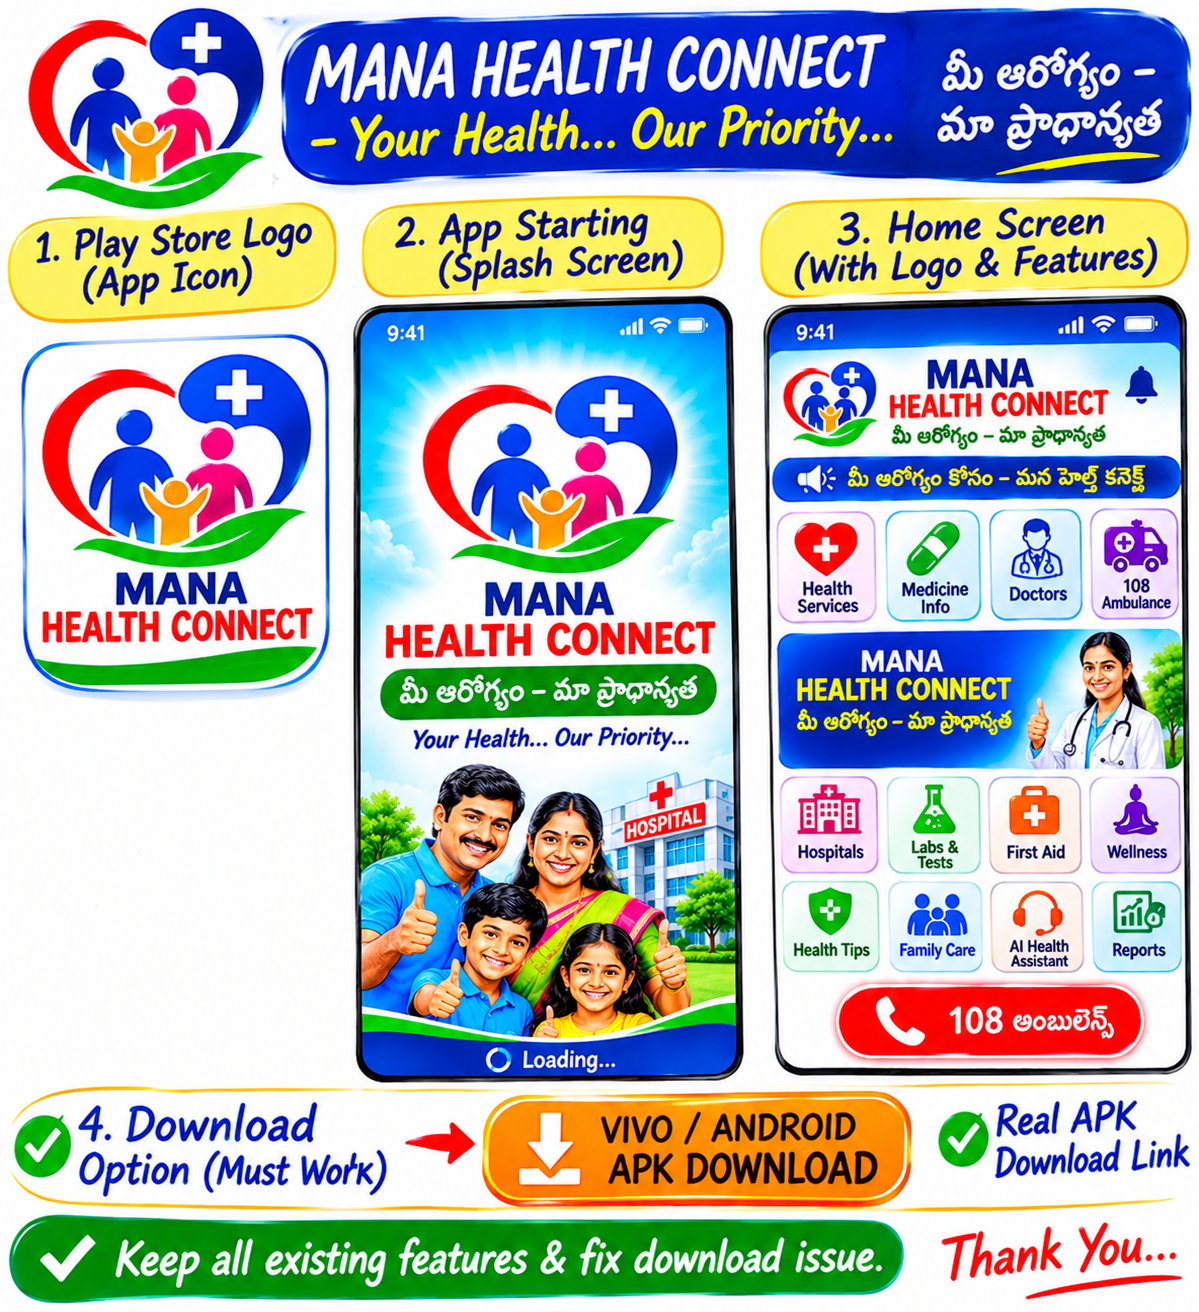 MANA HEALTH CONNECT
– Your Health... Our Priority...
మీ ఆరోగ్యం –
మా ప్రాధాన్యత
1. Play Store Logo
(App Icon)
2. App Starting
(Splash Screen)
3. Home Screen
(With Logo & Features)
MANA
HEALTH CONNECT
9:41
MANA
HEALTH CONNECT
మీ ఆరోగ్యం – మా ప్రాధాన్యత
Your Health... Our Priority...
HOSPITAL
Loading...
9:41
MANA
HEALTH CONNECT
మీ ఆరోగ్యం – మా ప్రాధాన్యత
మీ ఆరోగ్యం కోసం – మన హెల్త్ కనెక్ట్
Health
Services
Medicine
Info
Doctors
108
Ambulance
MANA
HEALTH CONNECT
మీ ఆరోగ్యం – మా ప్రాధాన్యత
Hospitals
Labs &
Tests
First Aid
Wellness
Health Tips
Family Care
AI Health
Assistant
Reports
108 అంబులెన్స్
4. Download
Option (Must Work)
VIVO / ANDROID
APK DOWNLOAD
Real APK
Download Link
Keep all existing features & fix download issue.
Thank You...